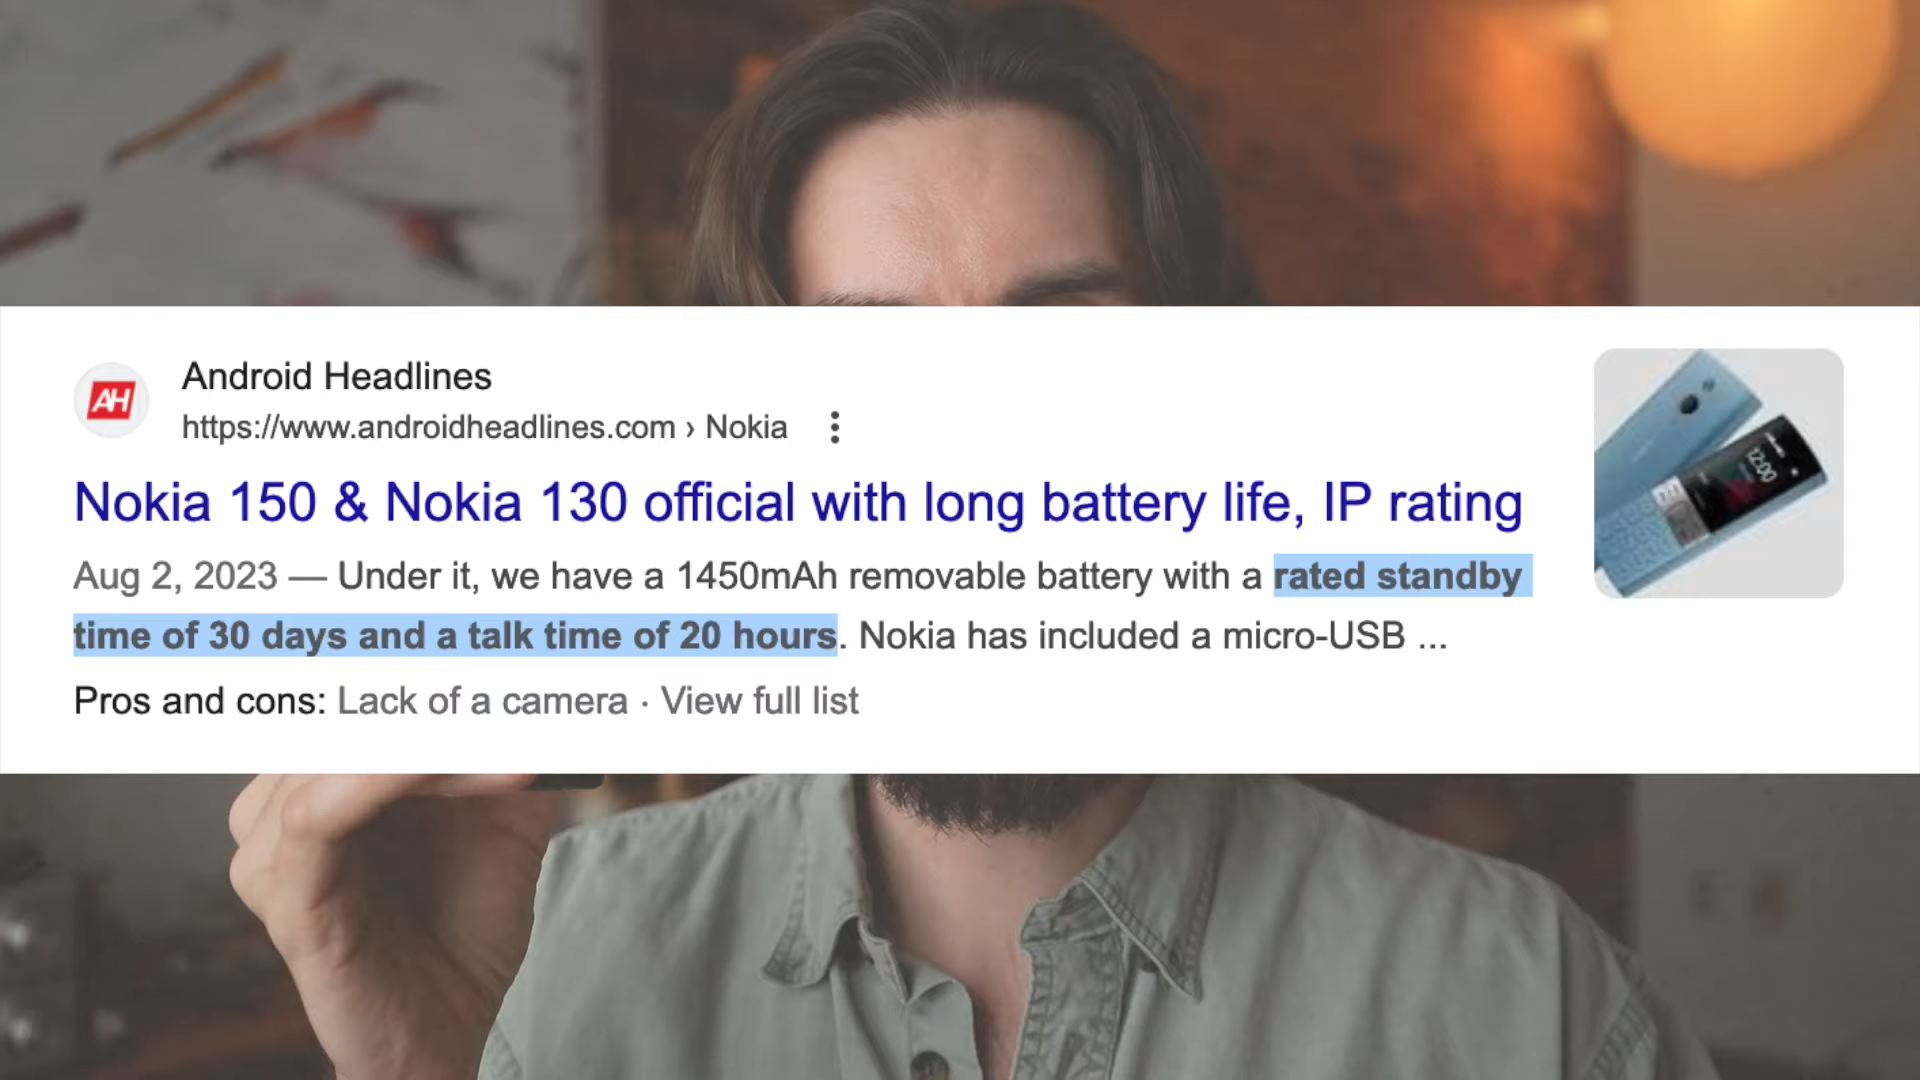 AH
Android Headlines
https://www.androidheadlines.com › Nokia
Nokia 150 & Nokia 130 official with long battery life, IP rating
Aug 2, 2023 — Under it, we have a 1450mAh removable battery with a rated standby
time of 30 days and a talk time of 20 hours. Nokia has included a micro-USB ...
Pros and cons: Lack of a camera · View full list
12:00